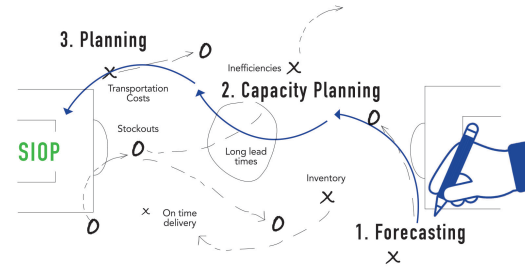 3. Planning
Inefficiencies
Transportation
Costs
2. Capacity Planning
Stockouts
SIOP
Long lead
times
Inventory
On time
delivery
1. Forecasting